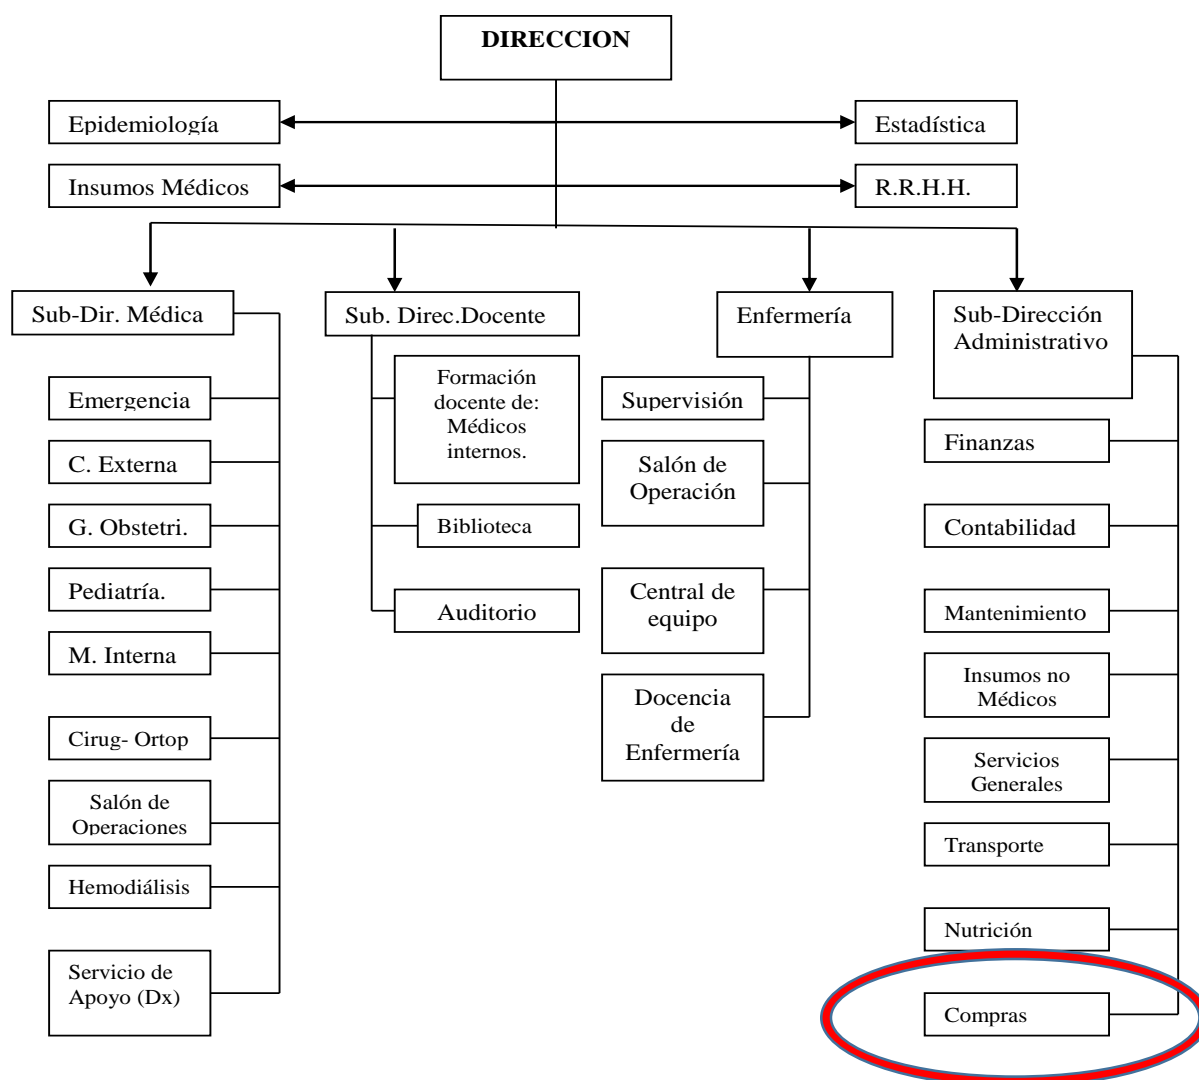 DIRECCION
Epidemiología
Estadística
Insumos Médicos
R.R.H.H.
Sub-Dir. Médica
Sub. Direc.Docente
Enfermería
Sub-Dirección
Administrativo
Emergencia
C. Externa
G. Obstetri.
Pediatría.
M. Interna
Cirug- Ortop
Salón de
Operaciones
Hemodiálisis
Servicio de
Apoyo (Dx)
Formación
docente de:
Médicos
internos.
Biblioteca
Auditorio
Supervisión
Salón de
Operación
Central de
equipo
Docencia
de
Enfermería
Finanzas
Contabilidad
Mantenimiento
Insumos no
Médicos
Servicios
Generales
Transporte
Nutrición
Compras